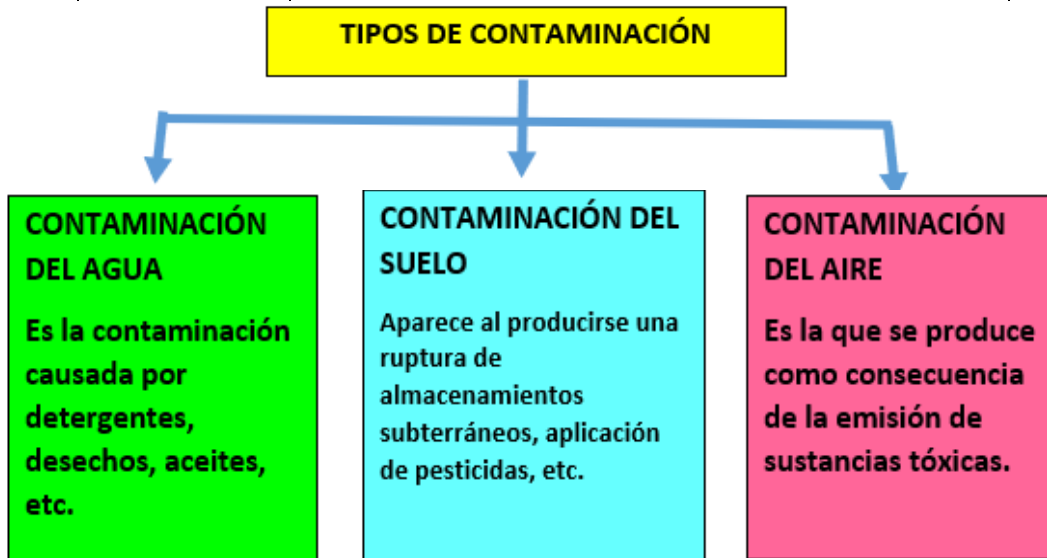 TIPOS DE CONTAMINACIÓN
CONTAMINACIÓN
DEL AGUA
Es la contaminación
causada por
detergentes,
desechos, aceites,
etc.
CONTAMINACIÓN DEL
SUELO
Aparece al producirse una
ruptura de
almacenamientos
subterráneos, aplicación
de pesticidas, etc.
CONTAMINACIÓN
DEL AIRE
Es la que se produce
como consecuencia
de la emisión de
sustancias tóxicas.